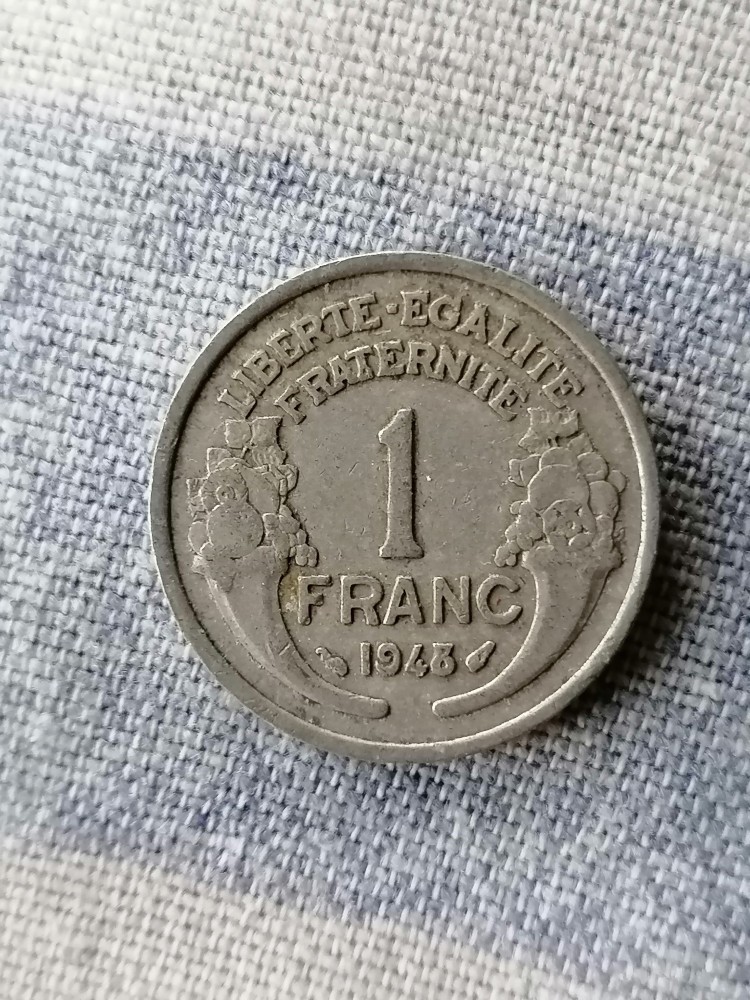 LIBERTE·EGALITE
FRATERNITE
1
FRANC
1948